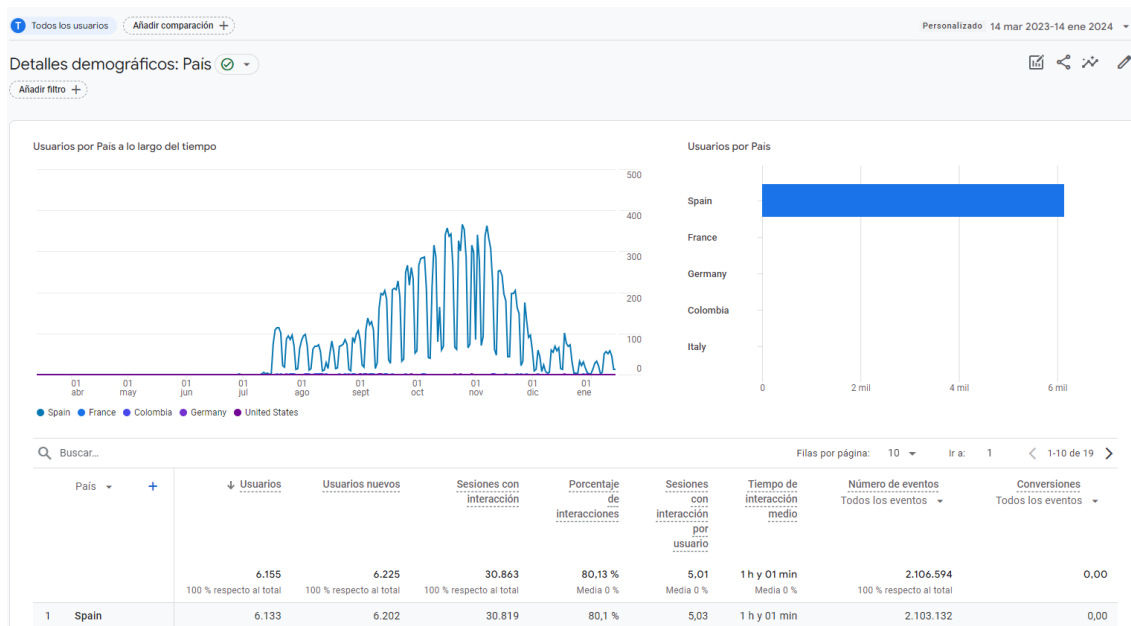 T Todos los usuarios Añadir comparación + Personalizado 14 mar 2023-14 ene 2024
Detalles demográficos: País
Añadir filtro +
Usuarios por País a lo largo del tiempo
500
400
300
200
100
0
01 abr 01 may 01 jun 01 jul 01 ago 01 sept 01 oct 01 nov 01 dic 01 ene
Spain France Colombia Germany United States
Usuarios por País
Spain
France
Germany
Colombia
Italy
0 2 mil 4 mil 6 mil
Buscar... Filas por página: 10 Ir a: 1 1-10 de 19
País + Usuarios Usuarios nuevos Sesiones con interacción Porcentaje de interacciones Sesiones con interacción por usuario Tiempo de interacción medio Número de eventos Todos los eventos Conversiones Todos los eventos
6.155 6.225 30.863 80,13 % 5,01 1 h y 01 min 2.106.594 0,00
100 % respecto al total 100 % respecto al total 100 % respecto al total Media 0 % Media 0 % Media 0 % 100 % respecto al total
1 Spain 6.133 6.202 30.819 80,1 % 5,03 1 h y 01 min 2.103.132 0,00